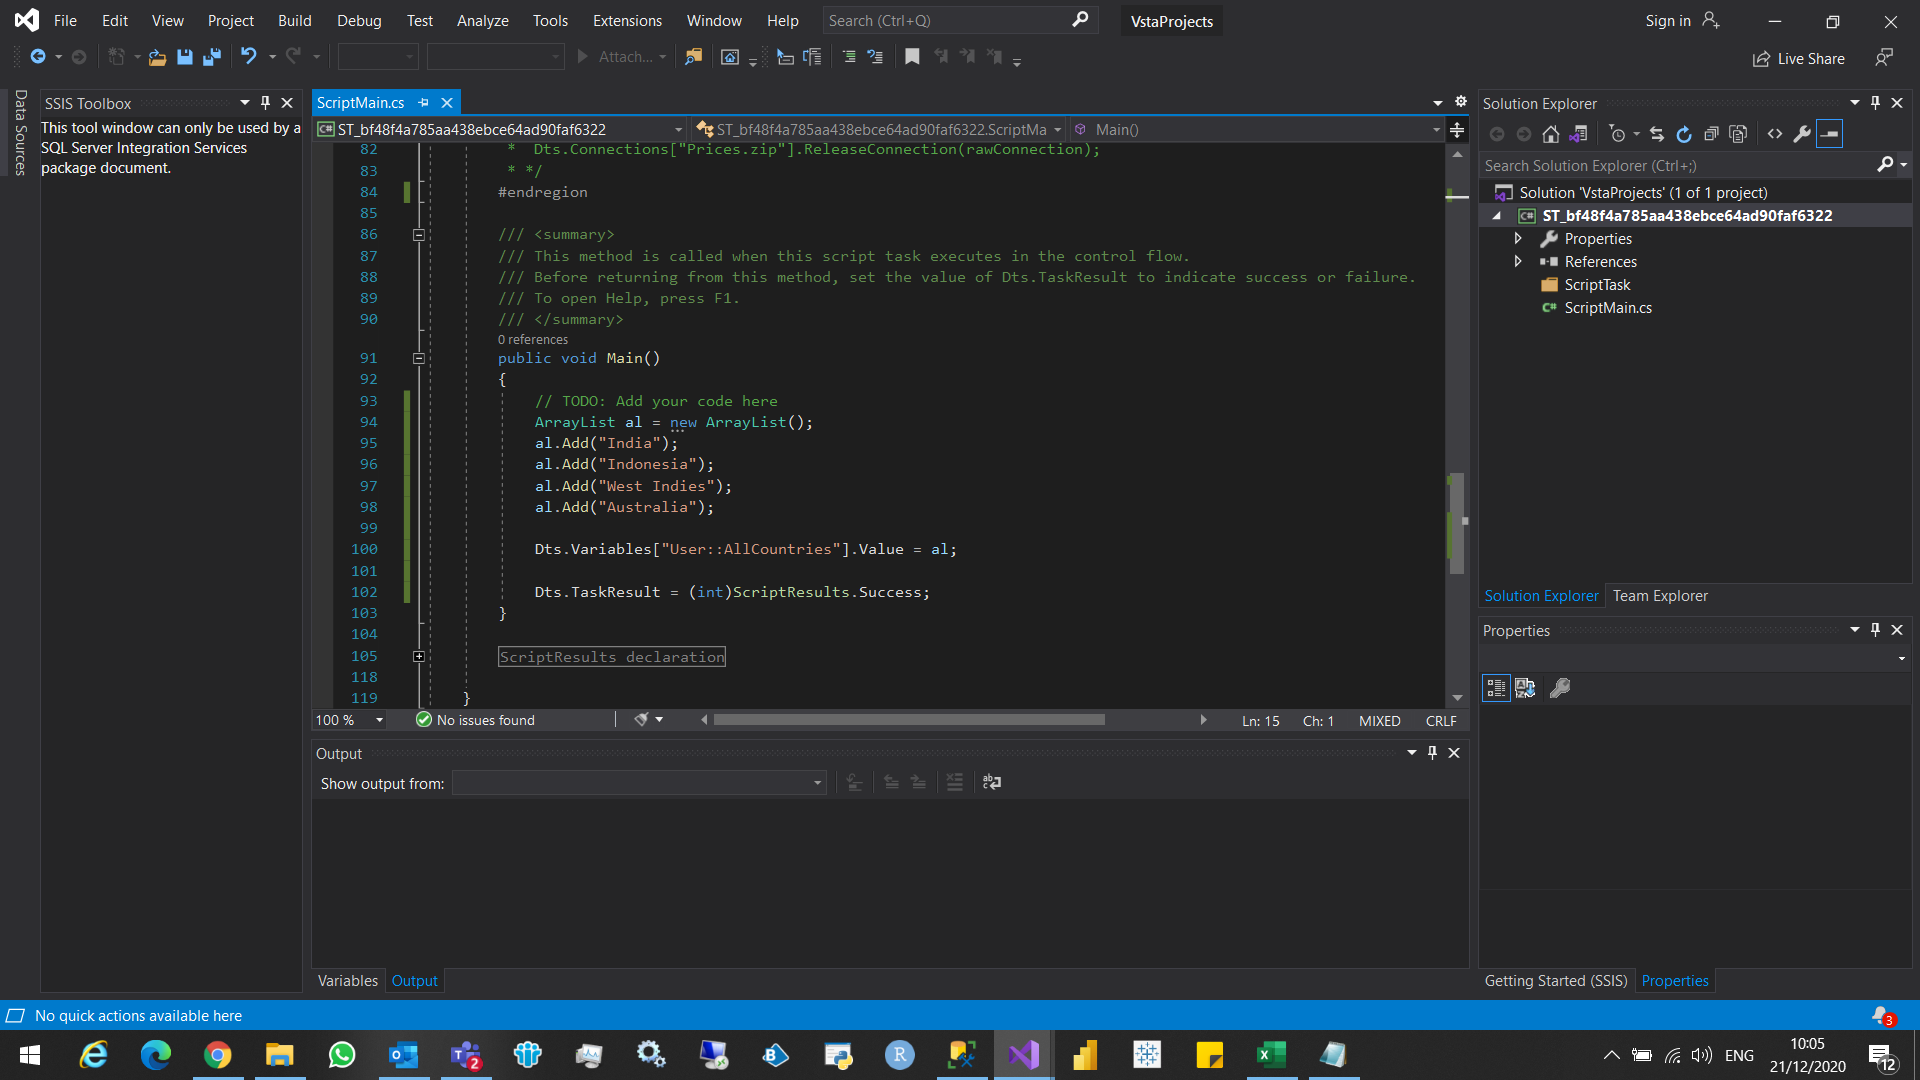 File Edit View Project Build Debug Test Analyze Tools Extensions Window Help Search (Ctrl+Q) VstaProjects Sign in
Attach... Live Share
Data Sources
SSIS Toolbox
This tool window can only be used by a
SQL Server Integration Services
package document.
ScriptMain.cs
ST_bf48f4a785aa438ebce64ad90faf6322 ST_bf48f4a785aa438ebce64ad90faf6322.ScriptMa Main()
82 * Dts.Connections["Prices.zip"].ReleaseConnection(rawConnection);
83 * */
84 #endregion
85
86 /// <summary>
87 /// This method is called when this script task executes in the control flow.
88 /// Before returning from this method, set the value of Dts.TaskResult to indicate success or failure.
89 /// To open Help, press F1.
90 /// </summary>
0 references
91 public void Main()
92 {
93 // TODO: Add your code here
94 ArrayList al = new ArrayList();
95 al.Add("India");
96 al.Add("Indonesia");
97 al.Add("West Indies");
98 al.Add("Australia");
99
100 Dts.Variables["User::AllCountries"].Value = al;
101
102 Dts.TaskResult = (int)ScriptResults.Success;
103 }
104
105 ScriptResults declaration
118
119 }
100 % No issues found Ln: 15 Ch: 1 MIXED CRLF
Output
Show output from:
Variables Output
Solution Explorer
Search Solution Explorer (Ctrl+;)
Solution 'VstaProjects' (1 of 1 project)
C# ST_bf48f4a785aa438ebce64ad90faf6322
Properties
References
ScriptTask
C# ScriptMain.cs
Solution Explorer Team Explorer
Properties
Getting Started (SSIS) Properties
No quick actions available here 3
2 ENG 10:05
21/12/2020 12